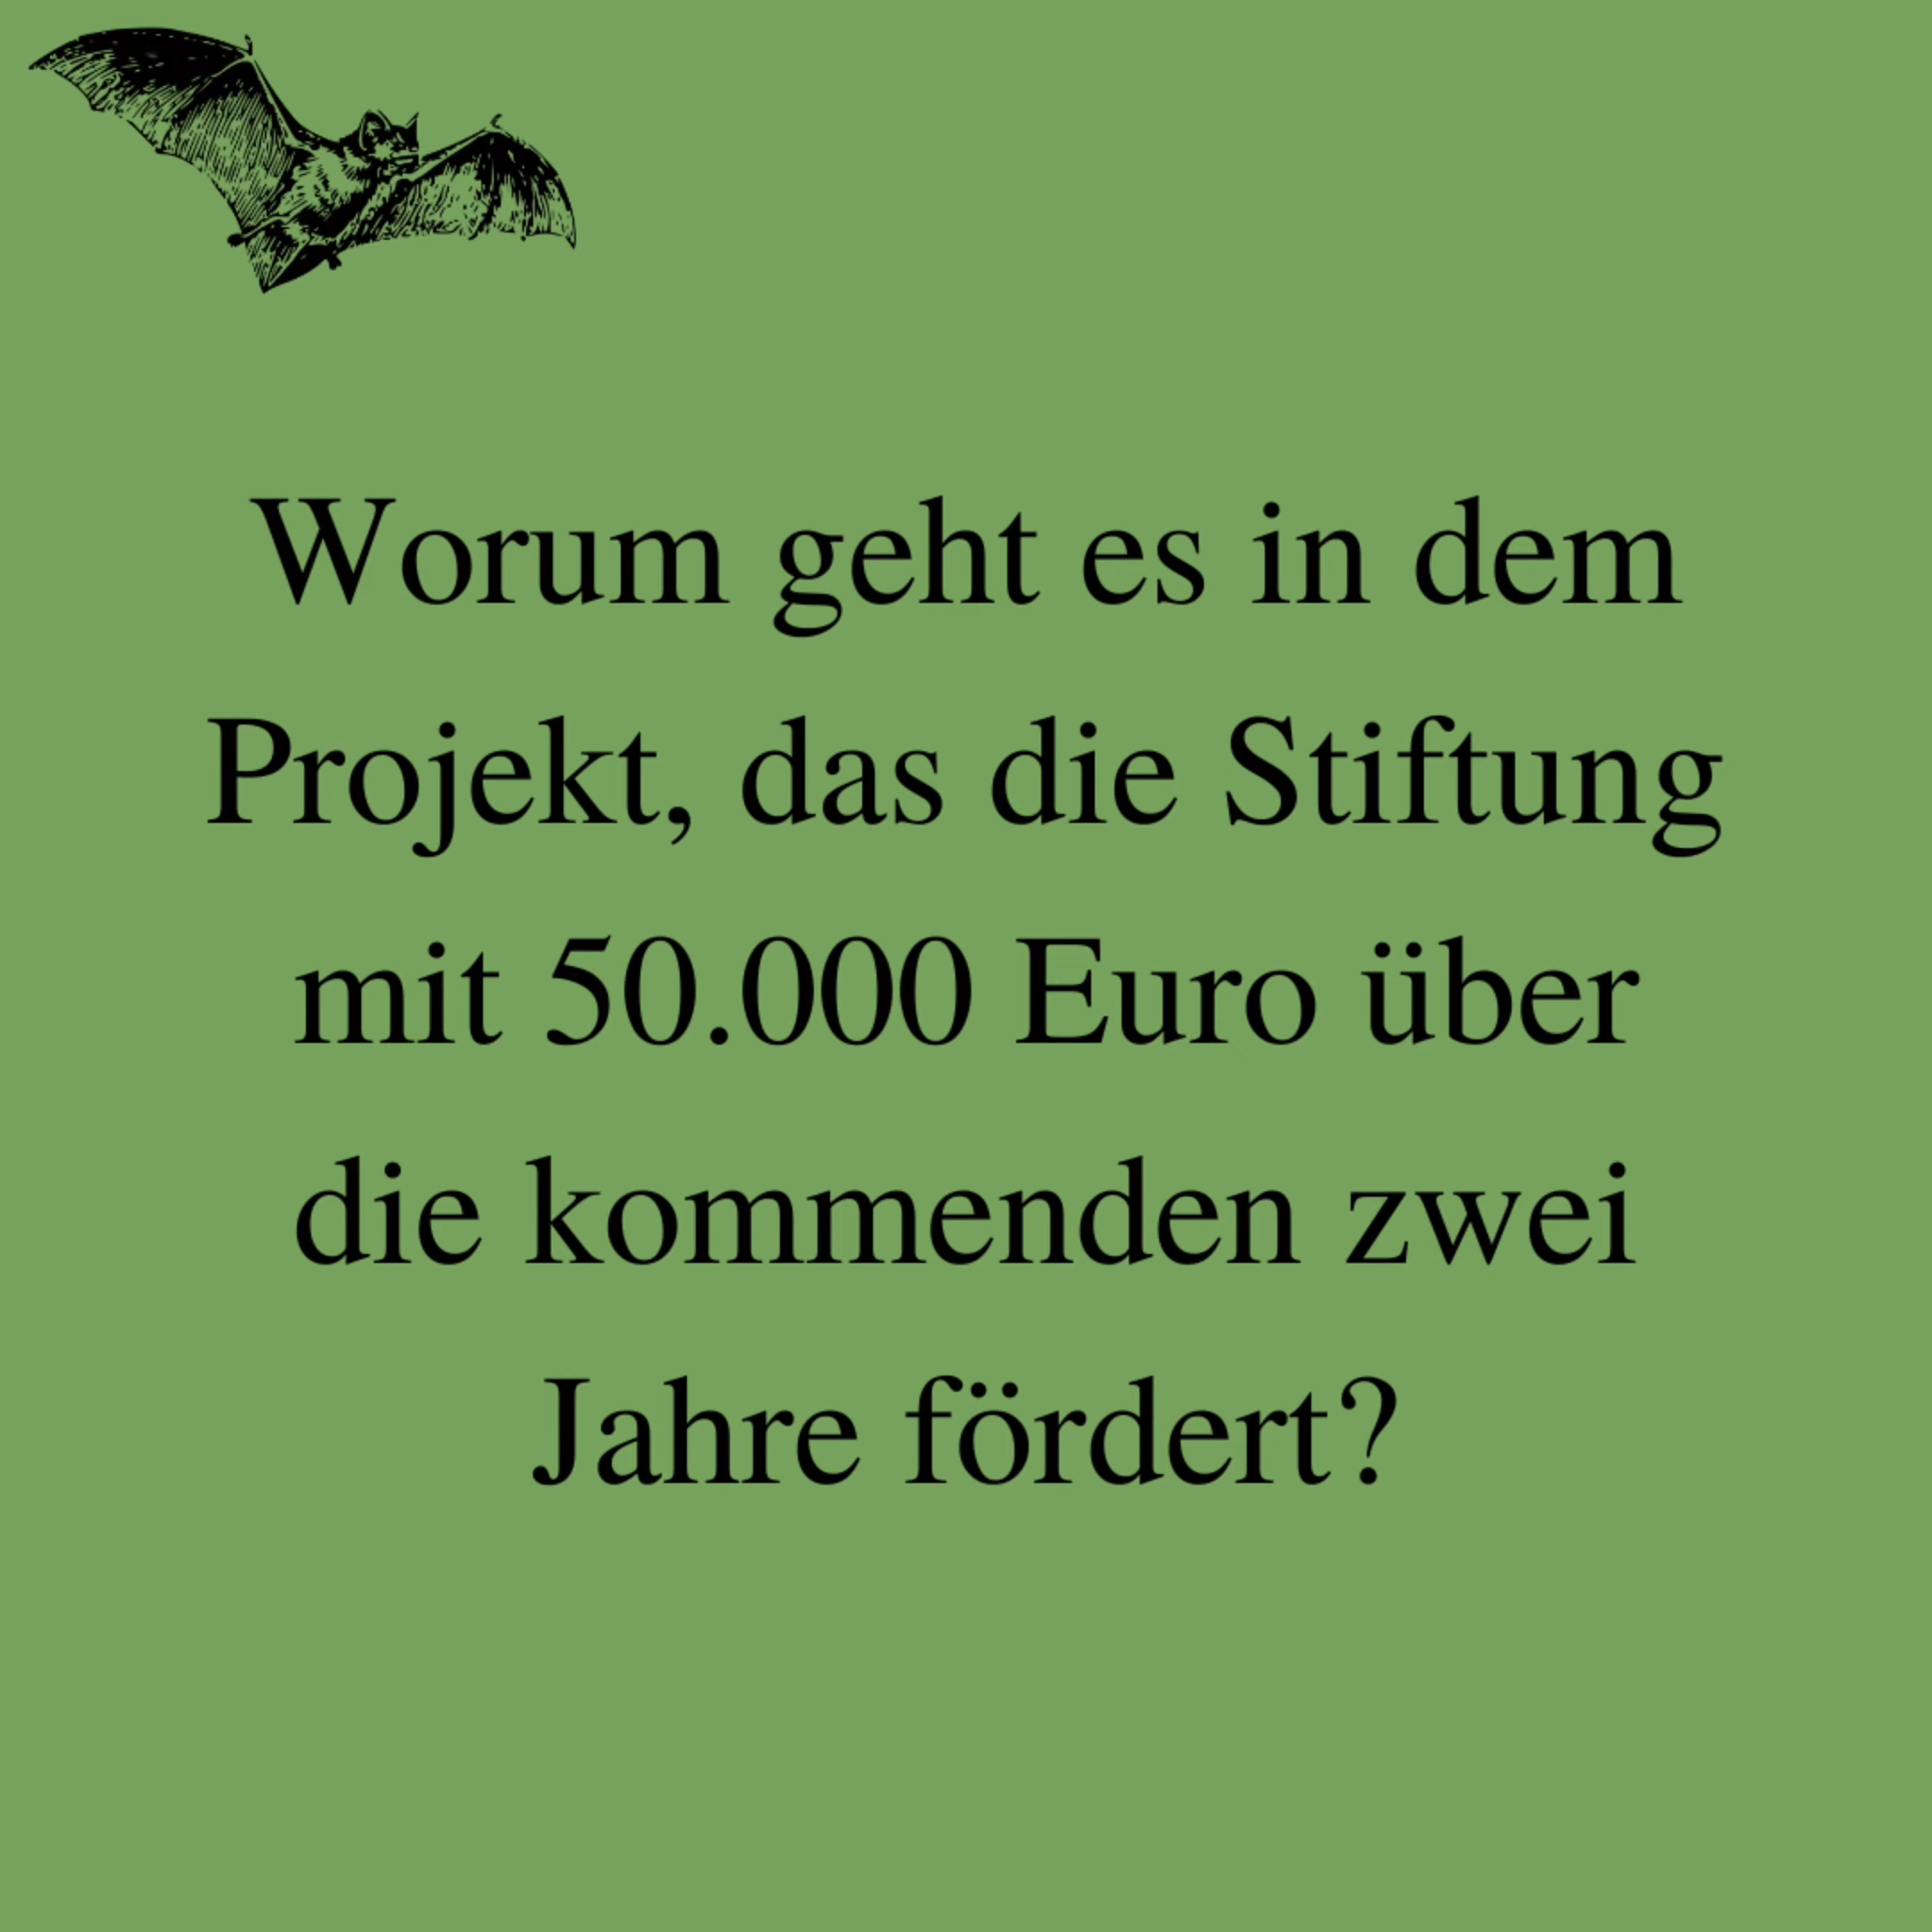 Worum geht es in dem
Projekt, das die Stiftung
mit 50.000 Euro über
die kommenden zwei
Jahre fördert?